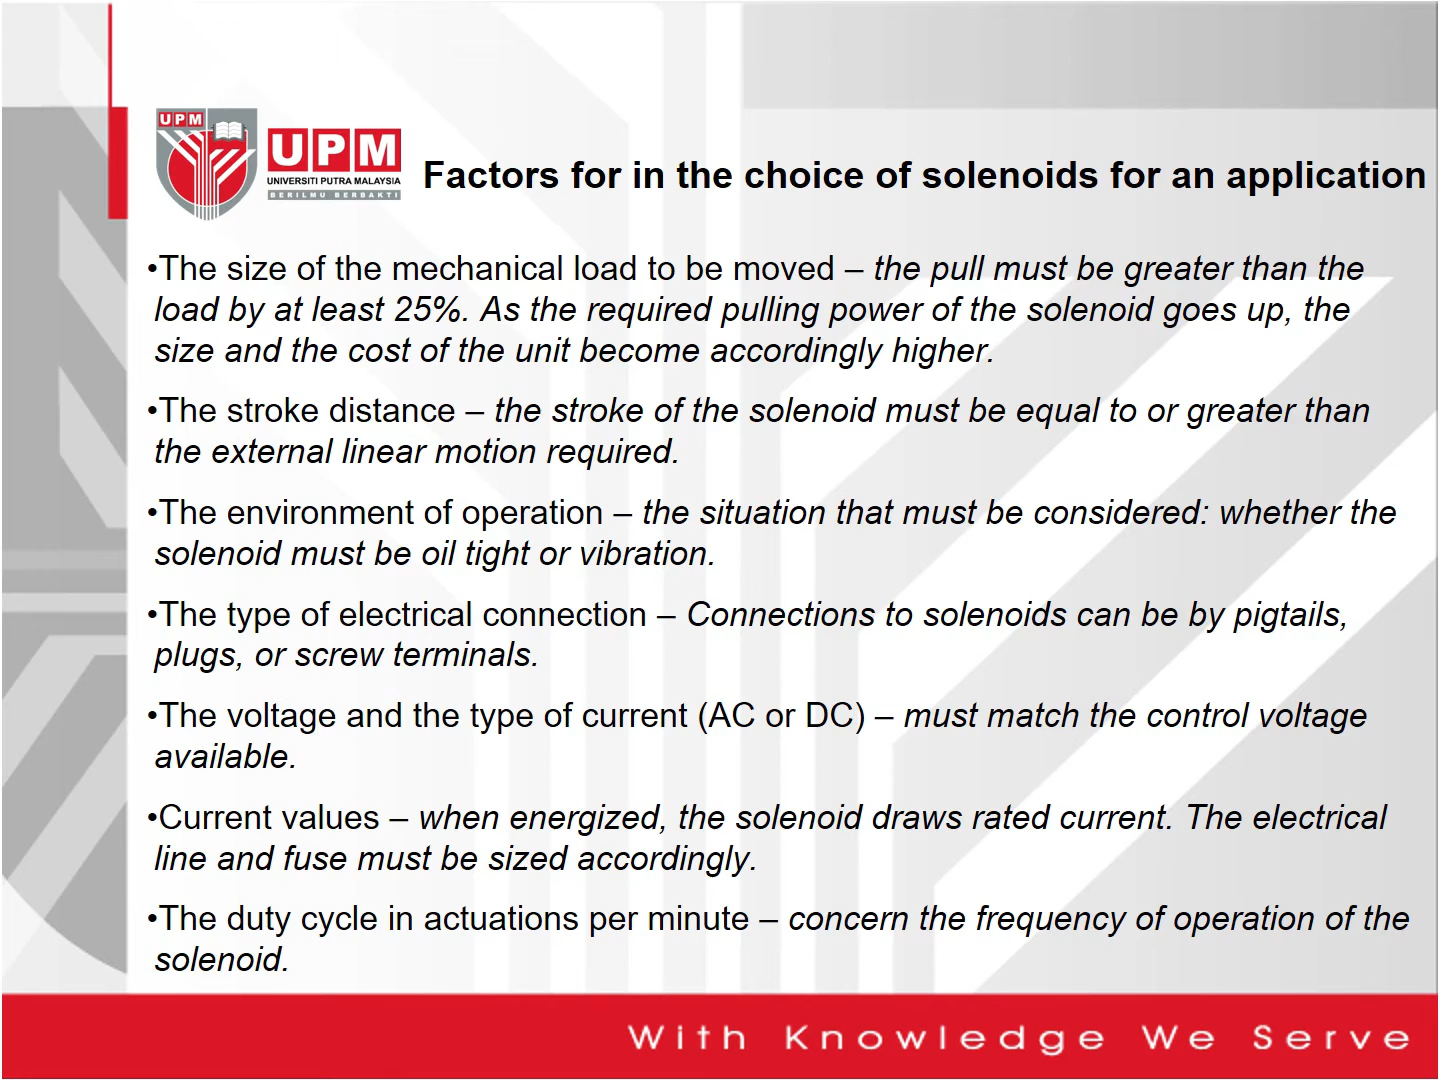 UPM
UPM
UNIVERSITI PUTRA MALAYSIA
BERILMU BERBAKTI
Factors for in the choice of solenoids for an application
•The size of the mechanical load to be moved – the pull must be greater than the
load by at least 25%. As the required pulling power of the solenoid goes up, the
size and the cost of the unit become accordingly higher.
•The stroke distance – the stroke of the solenoid must be equal to or greater than
the external linear motion required.
•The environment of operation – the situation that must be considered: whether the
solenoid must be oil tight or vibration.
•The type of electrical connection – Connections to solenoids can be by pigtails,
plugs, or screw terminals.
•The voltage and the type of current (AC or DC) – must match the control voltage
available.
•Current values – when energized, the solenoid draws rated current. The electrical
line and fuse must be sized accordingly.
•The duty cycle in actuations per minute – concern the frequency of operation of the
solenoid.
With Knowledge We Serve